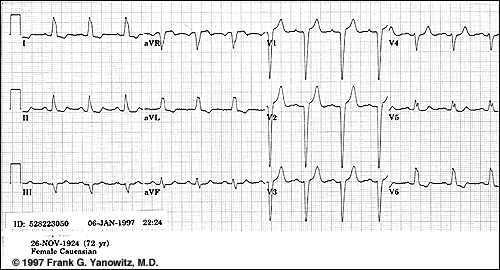 I aVR V1 V4
II aVL V2 V5
III aVF V3 V6
ID: 528223050 06-JAN-1997 22:24
26-NOV-1924 (72 yr)
Female Caucasian
© 1997 Frank G. Yanowitz, M.D.